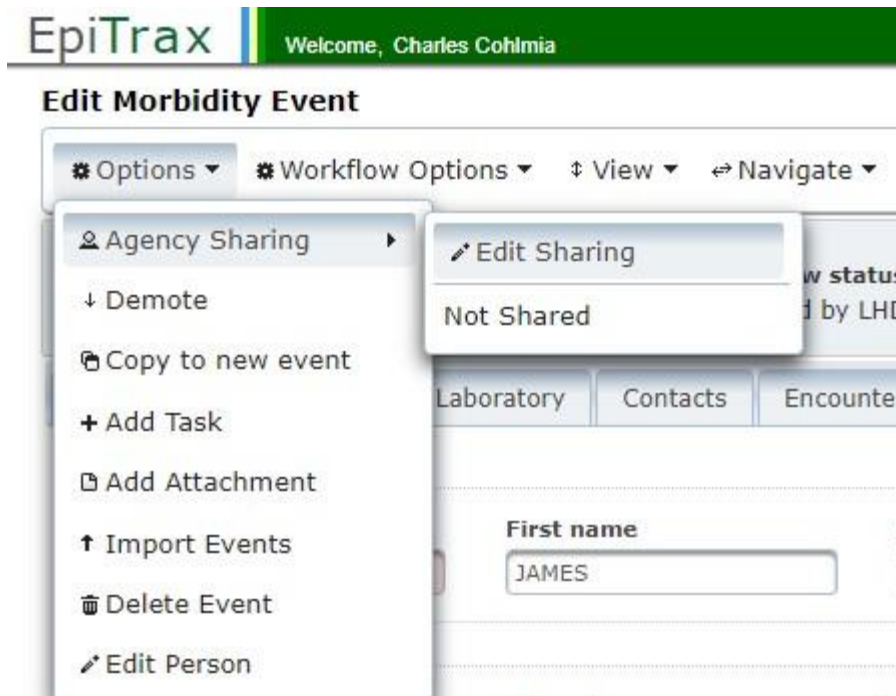 EpiTrax Welcome, Charles Cohlmia
Edit Morbidity Event
Options Workflow Options View Navigate
Agency Sharing Edit Sharing
Demote Not Shared
by LHD
Copy to new event
Laboratory Contacts
Add Task
Add Attachment
First name
Import Events
JAMES
Delete Event
Edit Person